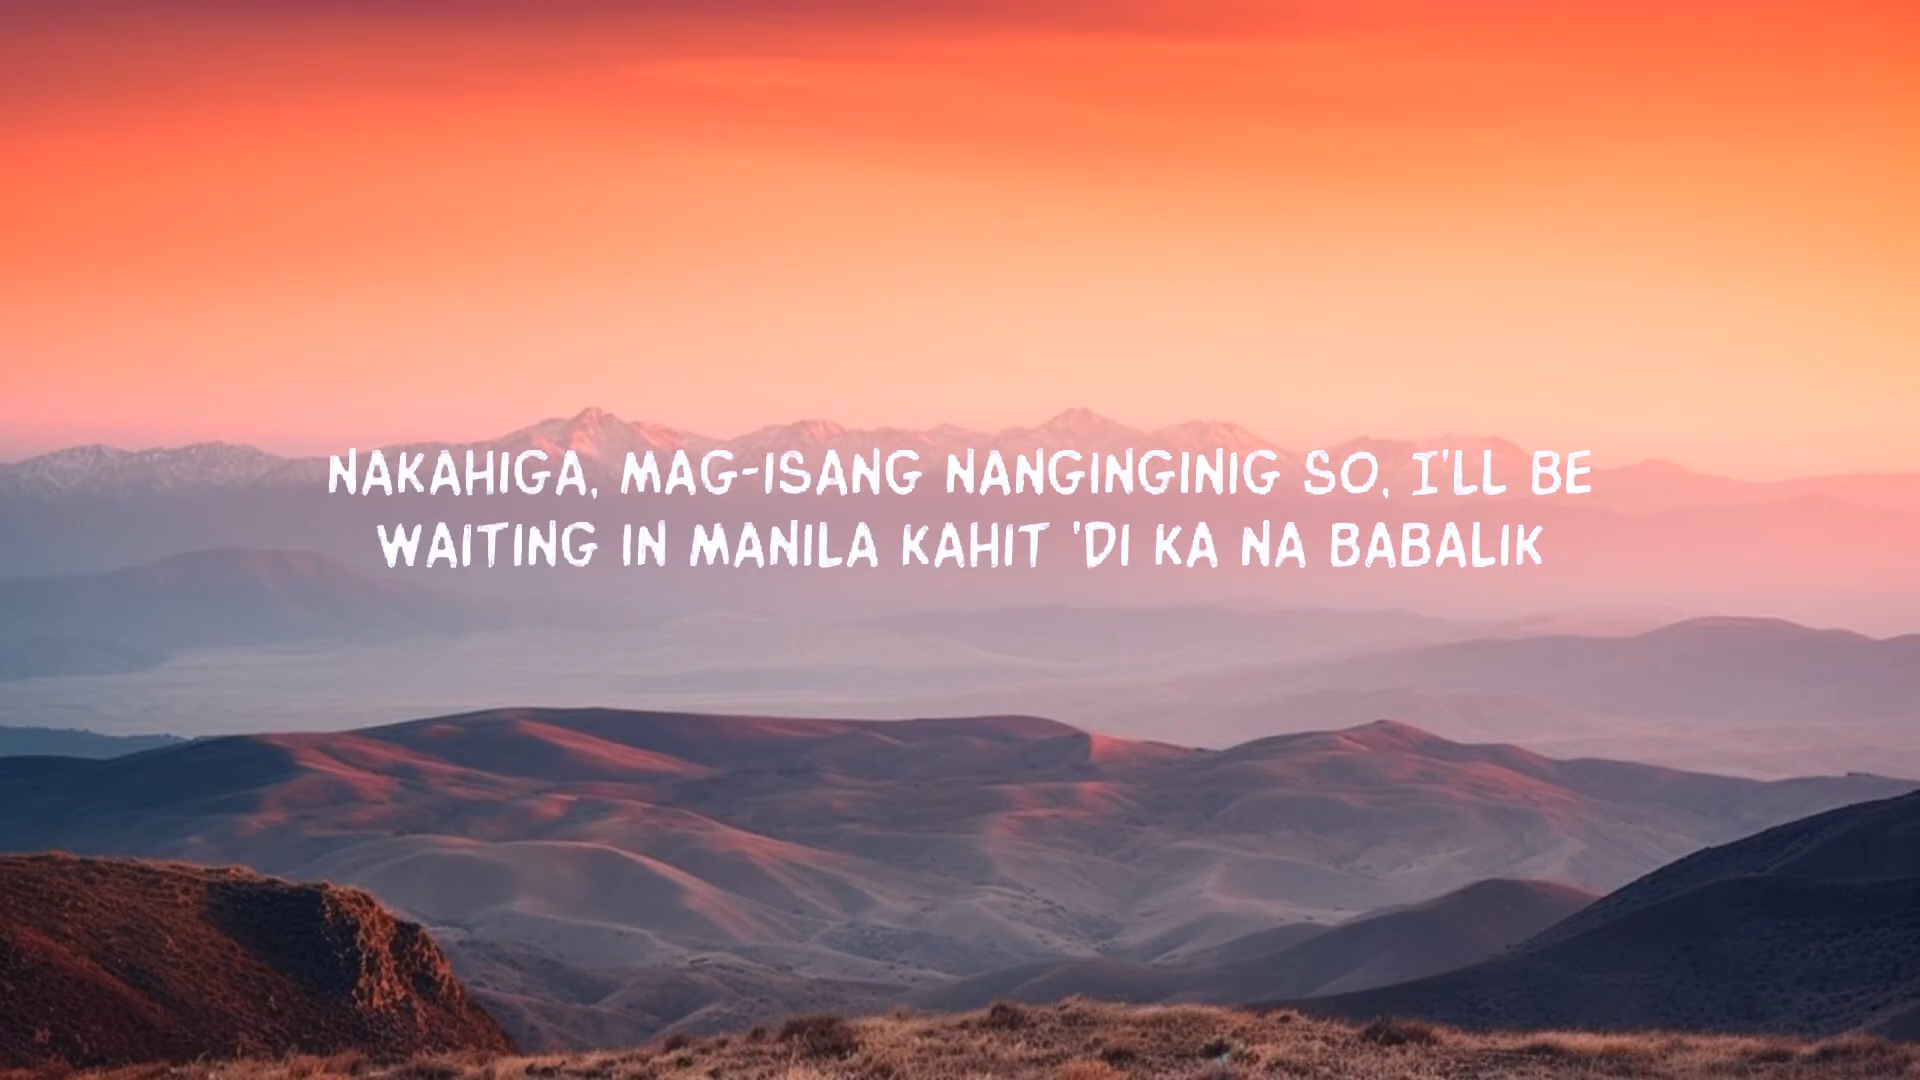 NAKAHIGA, MAG-ISANG NANGINGINIG SO, I'LL BE
WAITING IN MANILA KAHIT 'DI KA NA BABALIK